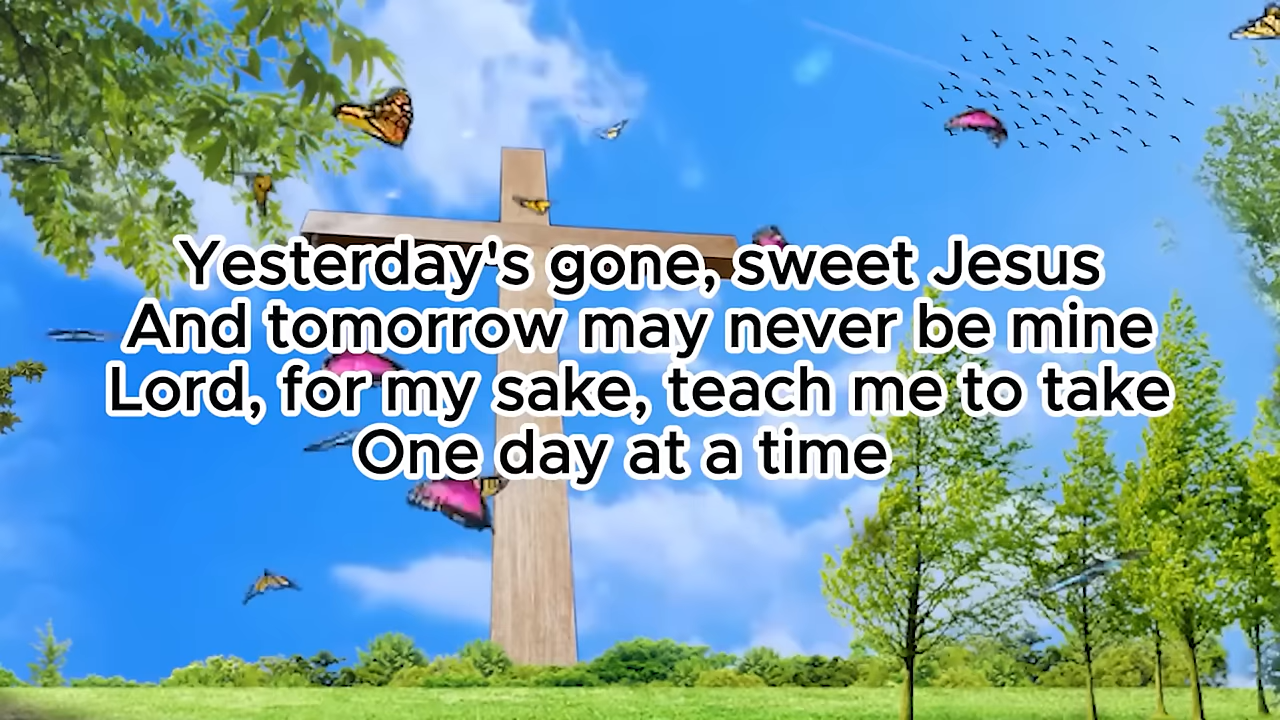 Yesterday's gone, sweet Jesus
And tomorrow may never be mine
Lord, for my sake, teach me to take
One day at a time